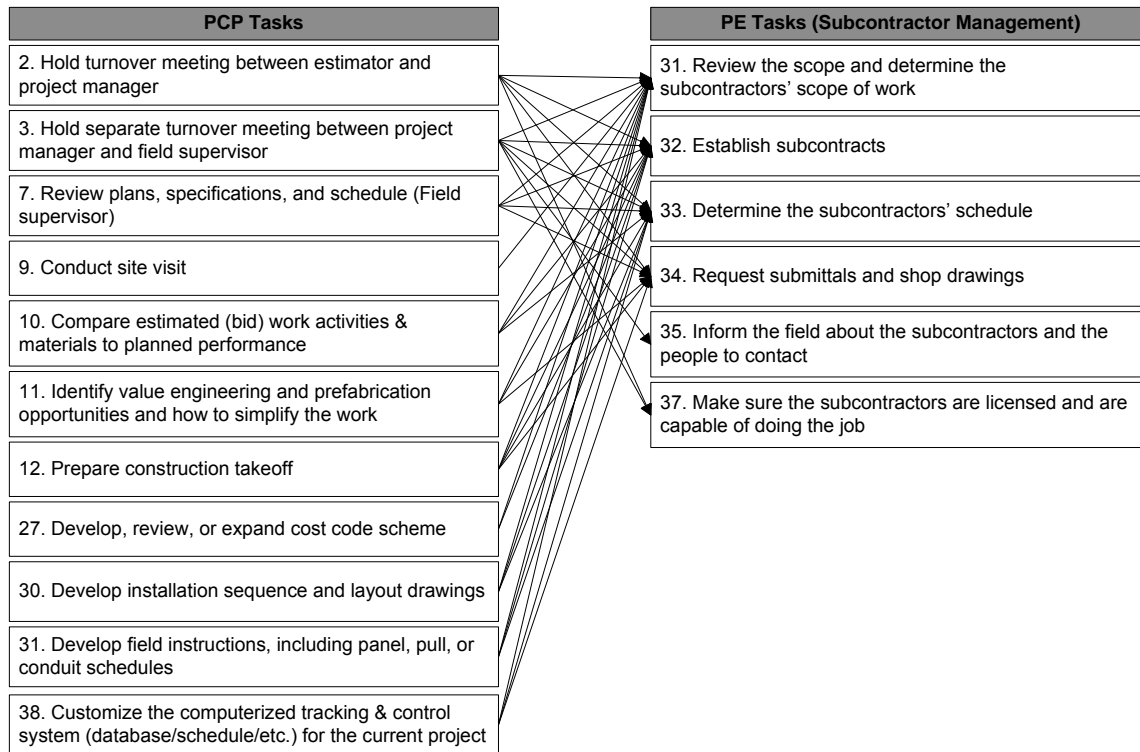 PCP Tasks
2. Hold turnover meeting between estimator and
project manager
3. Hold separate turnover meeting between project
manager and field supervisor
7. Review plans, specifications, and schedule (Field
supervisor)
9. Conduct site visit
10. Compare estimated (bid) work activities &
materials to planned performance
11. Identify value engineering and prefabrication
opportunities and how to simplify the work
12. Prepare construction takeoff
27. Develop, review, or expand cost code scheme
30. Develop installation sequence and layout drawings
31. Develop field instructions, including panel, pull, or
conduit schedules
38. Customize the computerized tracking & control
system (database/schedule/etc.) for the current project
PE Tasks (Subcontractor Management)
31. Review the scope and determine the
subcontractors’ scope of work
32. Establish subcontracts
33. Determine the subcontractors’ schedule
34. Request submittals and shop drawings
35. Inform the field about the subcontractors and the
people to contact
37. Make sure the subcontractors are licensed and are
capable of doing the job